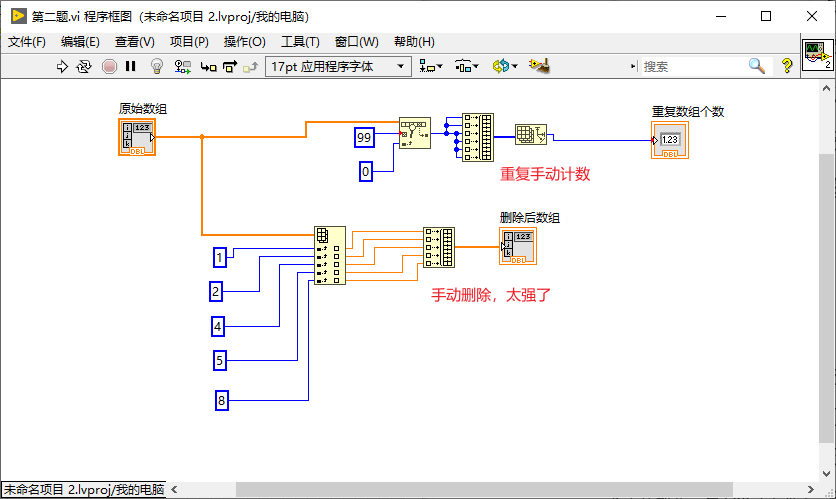 第二题.vi 程序框图 (未命名项目 2.lvproj/我的电脑)
文件(F) 编辑(E) 查看(V) 项目(P) 操作(O) 工具(T) 窗口(W) 帮助(H)
17pt 应用程序字体
搜索
?
2
原始数组
123
DBL
99
0
重复数组个数
1.23
DBL
重复手动计数
删除后数组
123
DBL
1
2
4
5
8
手动删除，太强了
未命名项目 2.lvproj/我的电脑